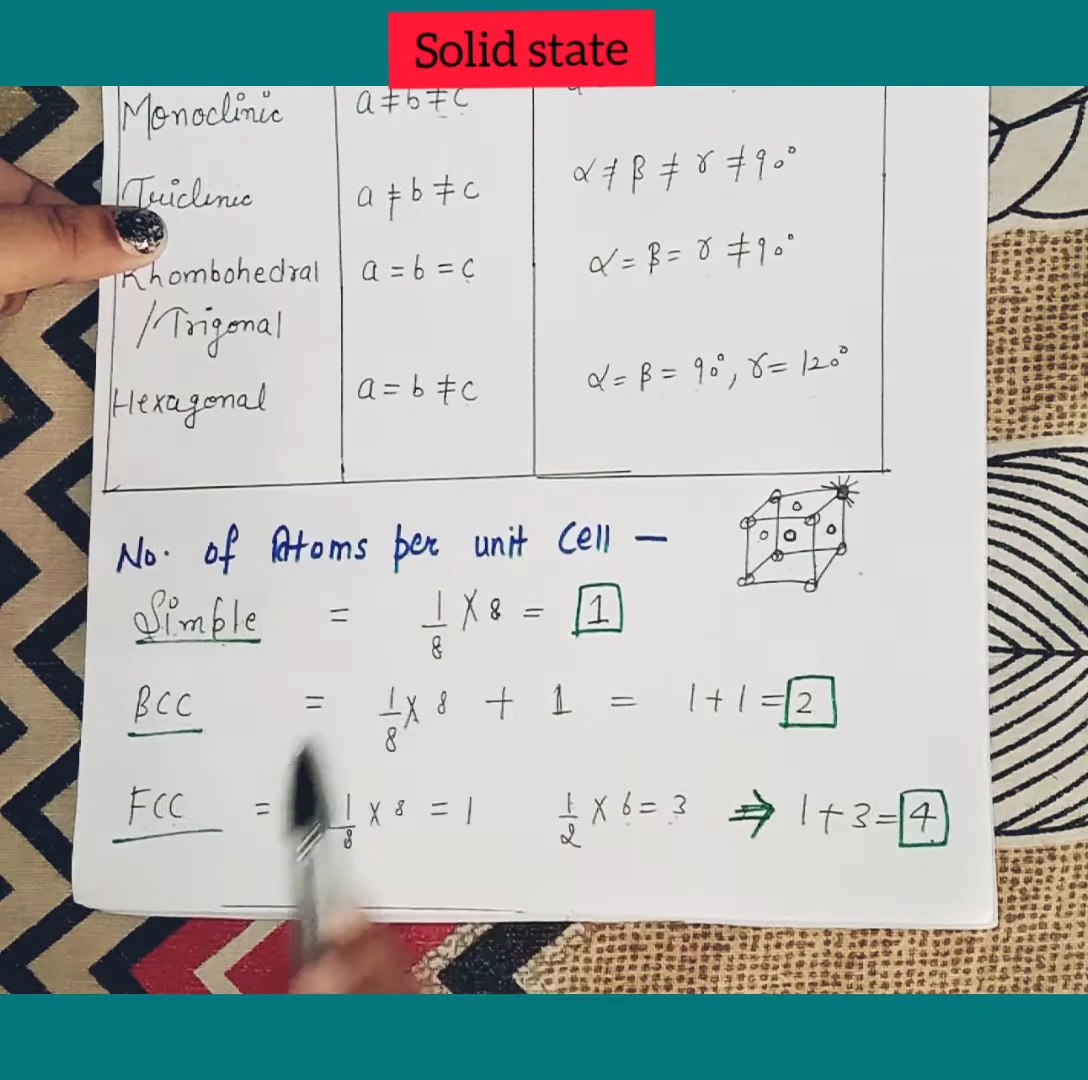 Solid state
Monoclinic a ≠ b ≠ c
Triclinic a ≠ b ≠ c α ≠ β ≠ γ ≠ 90°
Rhombohedral a = b = c α = β = γ ≠ 90°
/Trigonal
Hexagonal a = b ≠ c α = β = 90°, γ = 120°
No. of Atoms per unit Cell –
Simple = 1/8 X 8 = 1
BCC = 1/8 X 8 + 1 = 1+1 = 2
FCC = 1/8 X 8 = 1 1/2 X 6 = 3 ⇒ 1+3 = 4